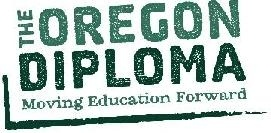 THE OREGON
DIPLOMA
Moving Education Forward